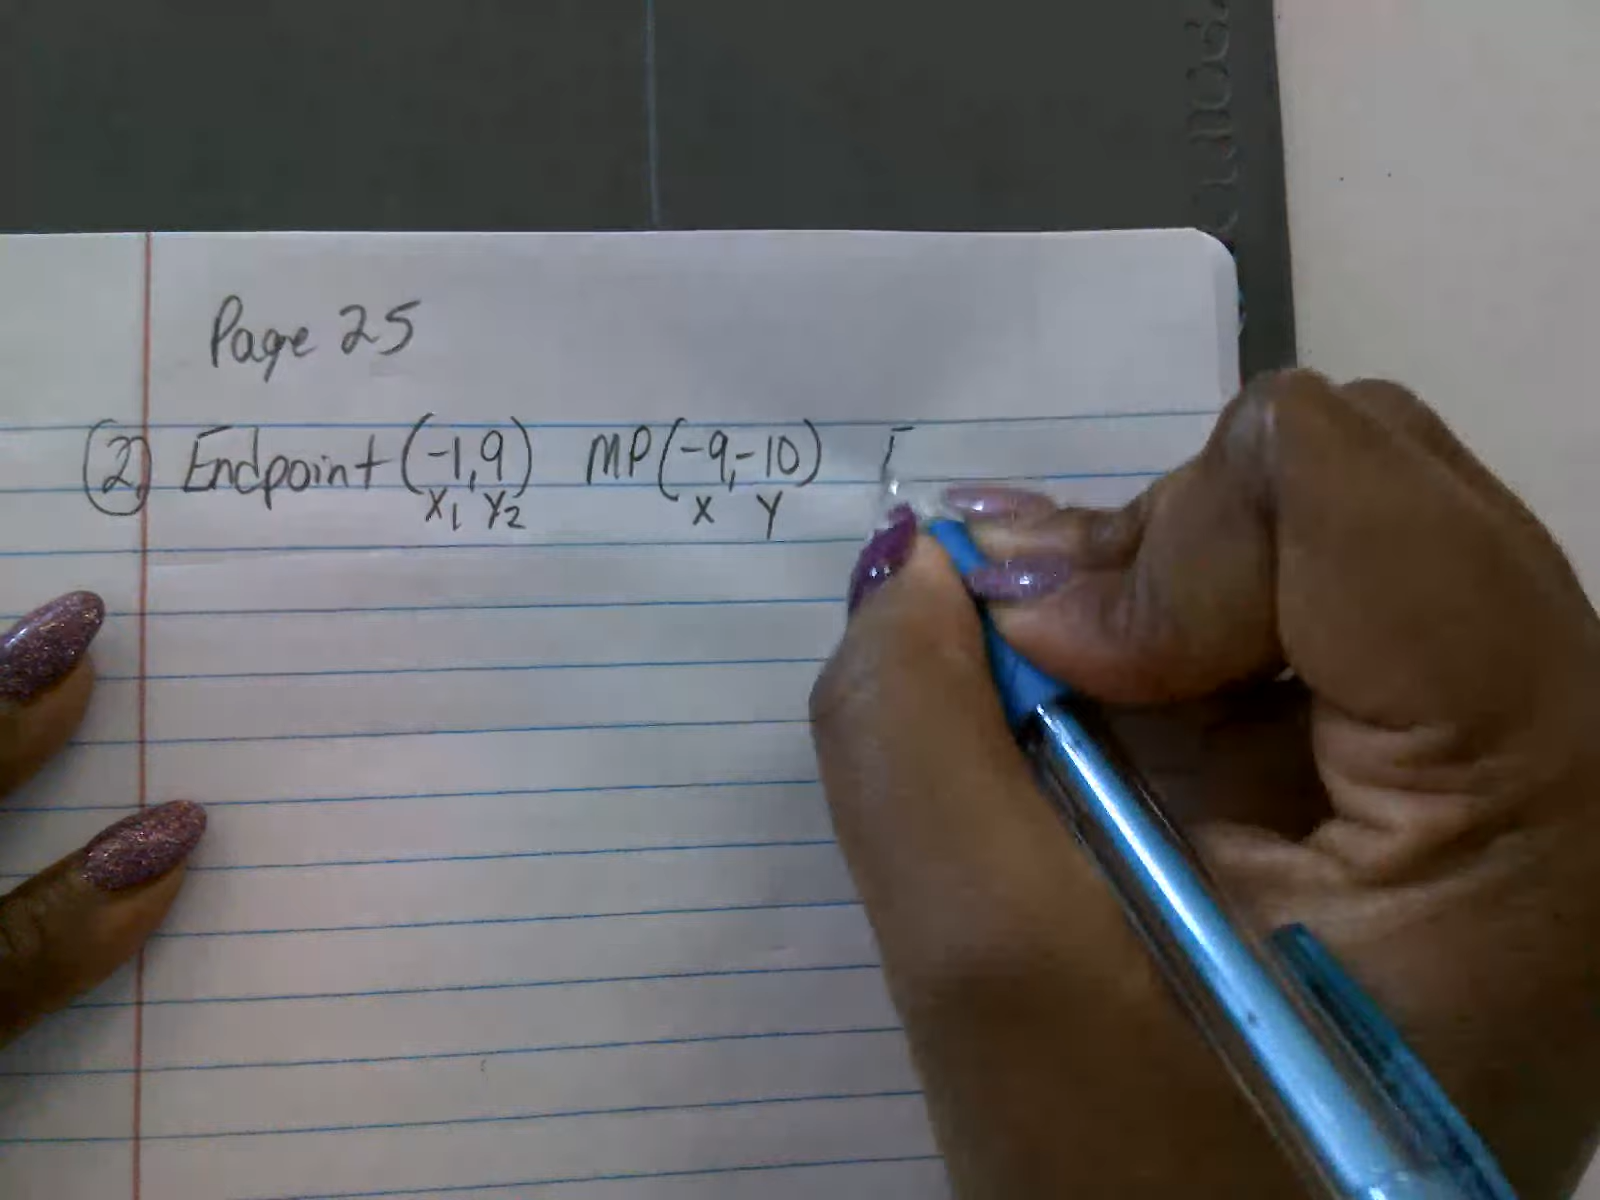 Page 25
2. Endpoint (-1,9) MP(-9,-10)
x₁ y₂ x y